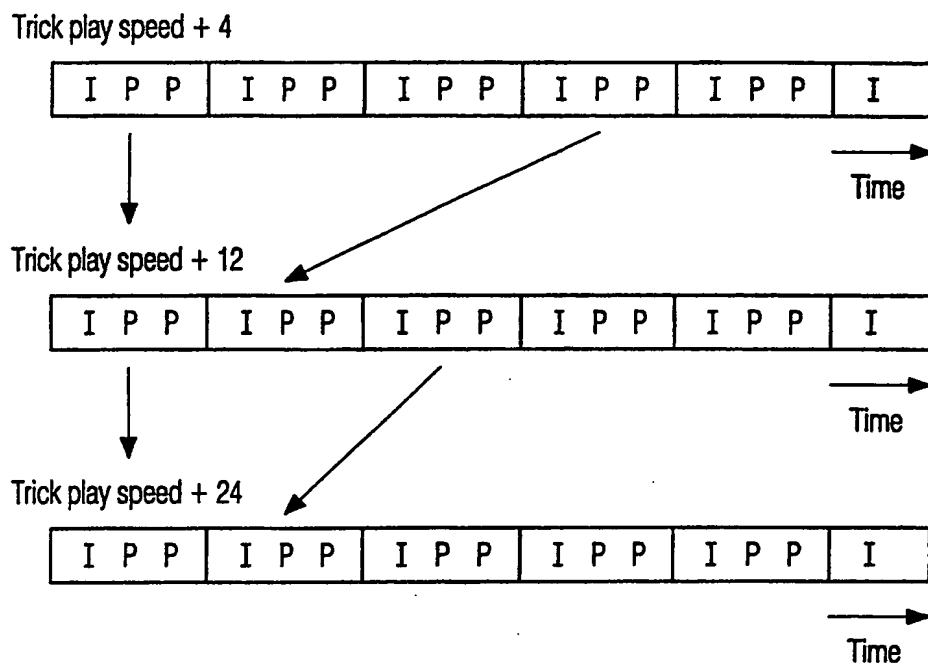 Trick play speed + 4
I P P I P P I P P I P P I P P I
Time
Trick play speed + 12
I P P I P P I P P I P P I P P I
Time
Trick play speed + 24
I P P I P P I P P I P P I P P I
Time